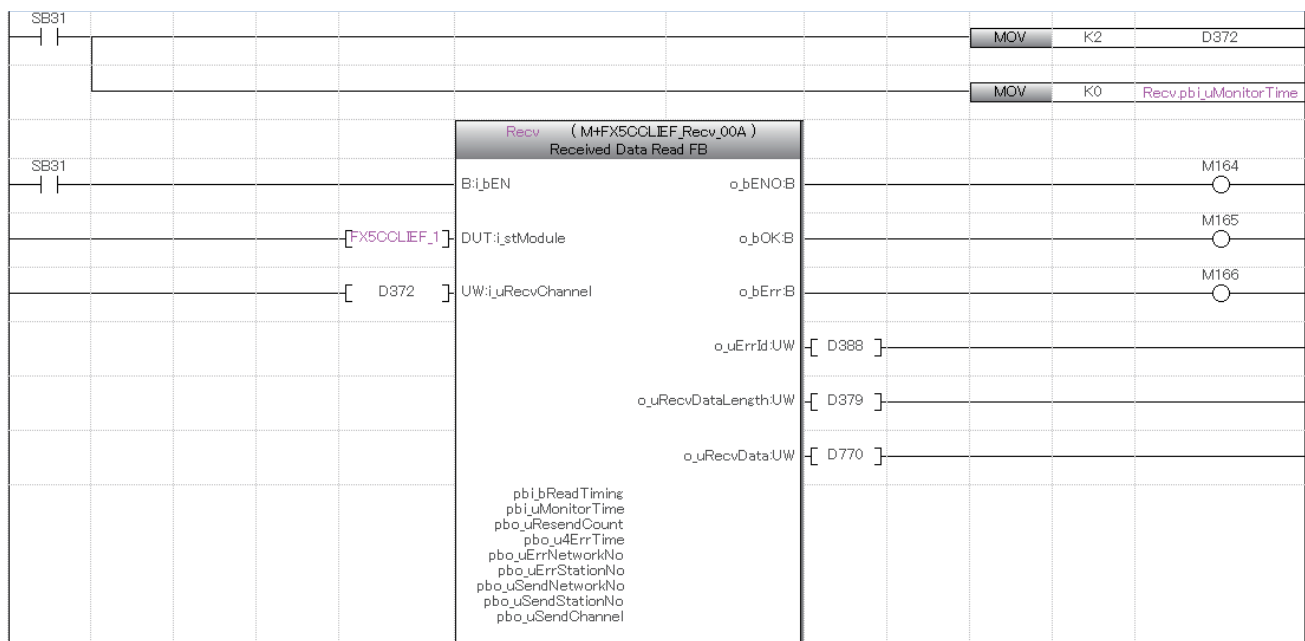 SB31
MOV K2 D372
MOV K0 Recv.pbi_uMonitorTime
Recv (M+FX5CCLIEF_Recv_00A)
Received Data Read FB
SB31
M164
B:i_bEN o_bENO:B
M165
[FX5CCLIEF_1] DUT:i_stModule o_bOK:B
M166
[ D372 ] UW:i_uRecvChannel o_bErr:B
o_uErrId:UW [ D388 ]
o_uRecvDataLength:UW [ D379 ]
o_uRecvData:UW [ D770 ]
pbi_bReadTiming
pbi_uMonitorTime
pbo_uResendCount
pbo_u4ErrTime
pbo_uErrNetworkNo
pbo_uErrStationNo
pbo_uSendNetworkNo
pbo_uSendStationNo
pbo_uSendChannel